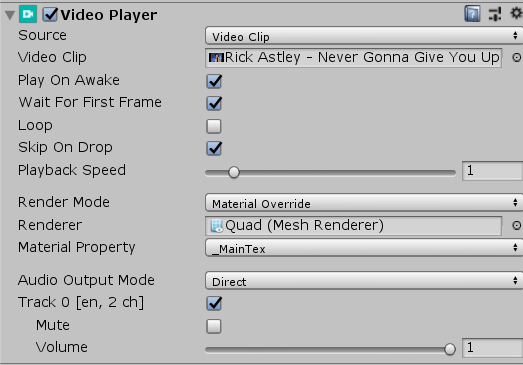 Video Player
Source Video Clip
Video Clip Rick Astley - Never Gonna Give You Up
Play On Awake
Wait For First Frame
Loop
Skip On Drop
Playback Speed 1
Render Mode Material Override
Renderer Quad (Mesh Renderer)
Material Property _MainTex
Audio Output Mode Direct
Track 0 [en, 2 ch]
Mute
Volume 1